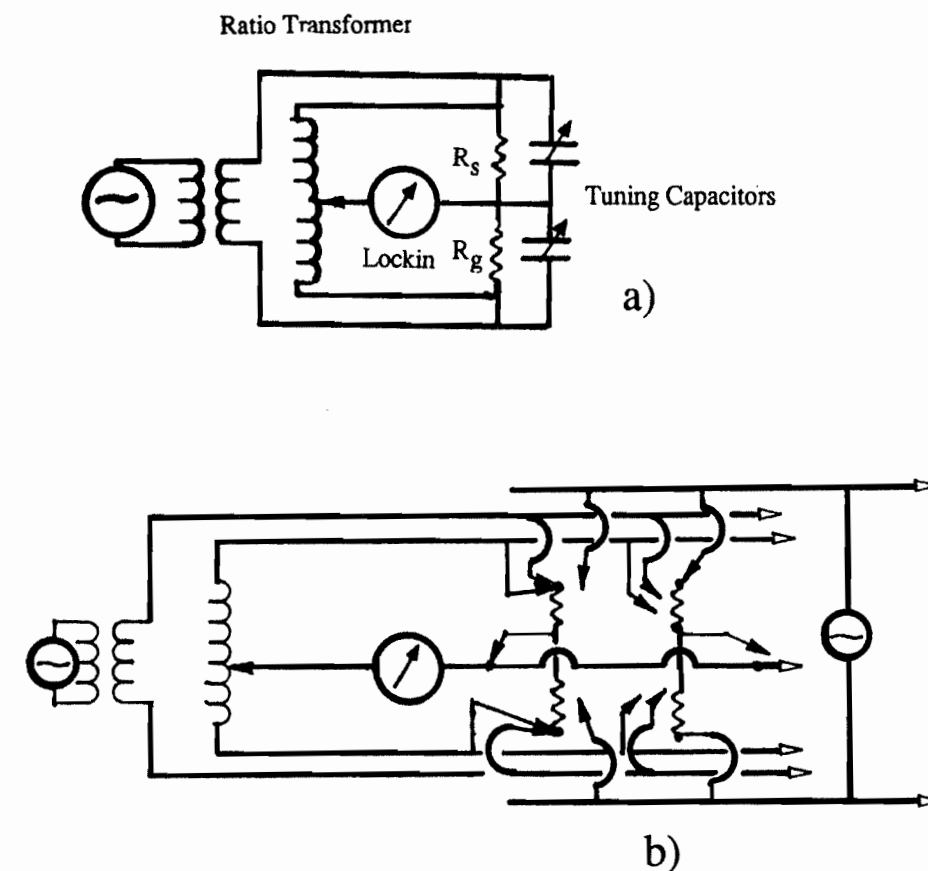 Ratio Transformer
R_s
Tuning Capacitors
Lockin
R_g
a)
b)